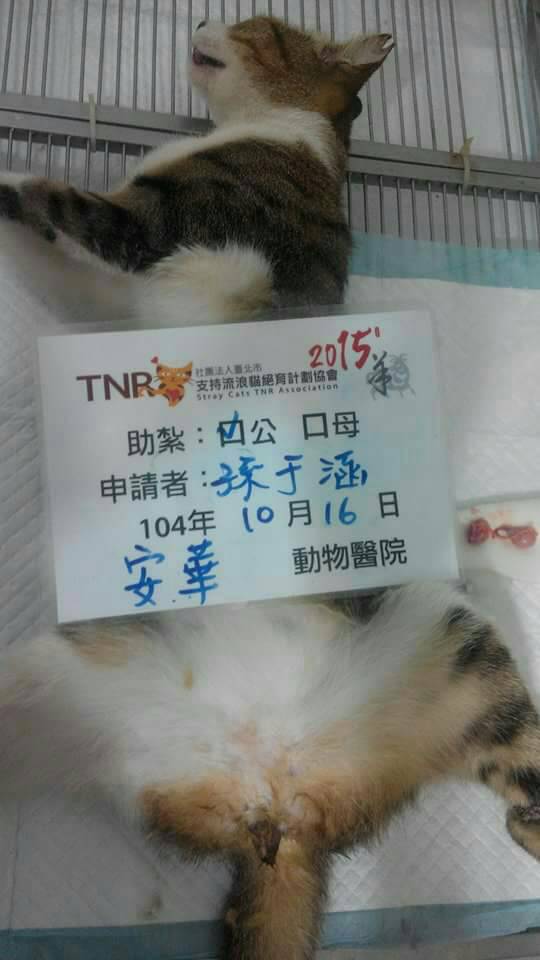 TNR
社團法人臺北市
支持流浪貓絕育計劃協會
Stray Cats TNR Association
2015'
助紮：☑公 口母
申請者：孫于涵
104年 10月16日
安華 動物醫院